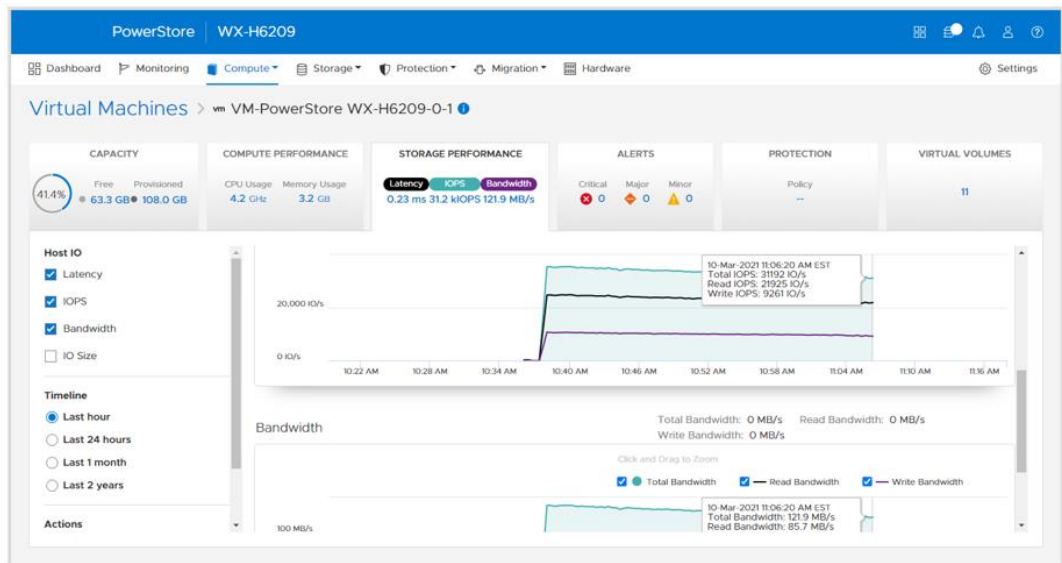 PowerStore WX-H6209
Dashboard Monitoring Compute Storage Protection Migration Hardware Settings
Virtual Machines > vm VM-PowerStore WX-H6209-0-1
CAPACITY COMPUTE PERFORMANCE STORAGE PERFORMANCE ALERTS PROTECTION VIRTUAL VOLUMES
41.4% Free Provisioned CPU Usage Memory Usage Latency IOPS Bandwidth Critical Major Minor Policy 11
63.3 GB 108.0 GB 4.2 GHz 3.2 GB 0.23 ms 31.2 kIOPS 121.9 MB/s 0 0 0 --
Host IO
Latency
IOPS
Bandwidth
IO Size
Timeline
Last hour
Last 24 hours
Last 1 month
Last 2 years
Actions
10-Mar-2021 11:06:20 AM EST
Total IOPS: 31192 IO/s
Read IOPS: 21925 IO/s
Write IOPS: 9261 IO/s
20,000 IO/s
0 IO/s
10:22 AM 10:28 AM 10:34 AM 10:40 AM 10:46 AM 10:52 AM 10:58 AM 11:04 AM 11:10 AM 11:16 AM
Bandwidth
Total Bandwidth: 0 MB/s Read Bandwidth: 0 MB/s
Write Bandwidth: 0 MB/s
Click and Drag to Zoom
Total Bandwidth Read Bandwidth Write Bandwidth
10-Mar-2021 11:06:20 AM EST
Total Bandwidth: 121.9 MB/s
Read Bandwidth: 85.7 MB/s
100 MB/s